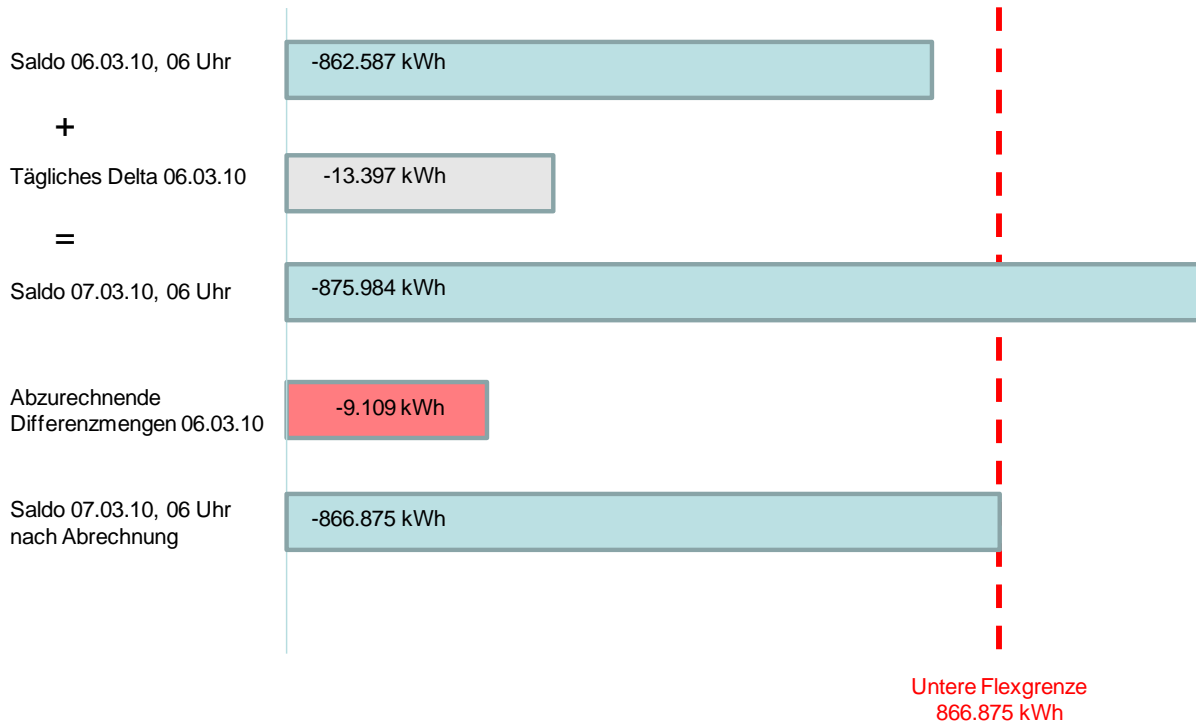 Saldo 06.03.10, 06 Uhr
-862.587 kWh
+
Tägliches Delta 06.03.10
-13.397 kWh
=
Saldo 07.03.10, 06 Uhr
-875.984 kWh
Abzurechnende
Differenzmengen 06.03.10
-9.109 kWh
Saldo 07.03.10, 06 Uhr
nach Abrechnung
-866.875 kWh
Untere Flexgrenze
866.875 kWh